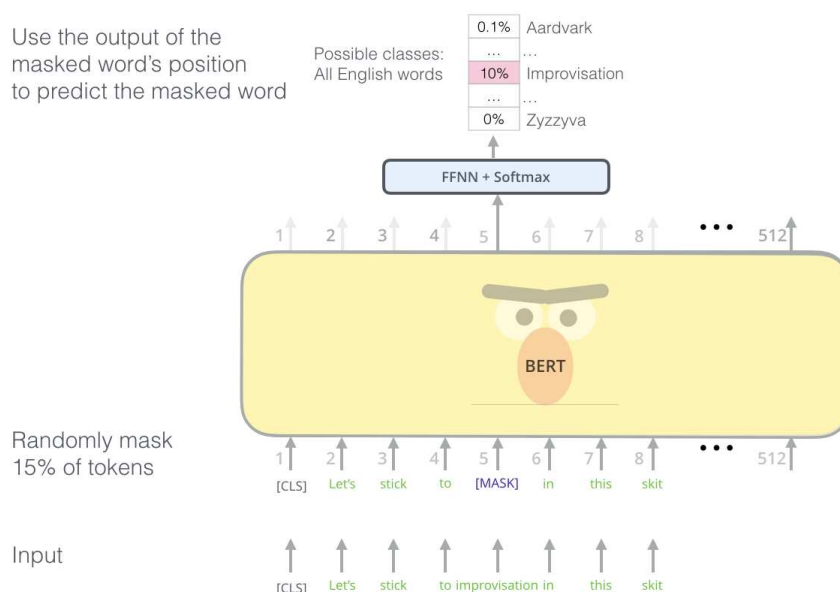 Use the output of the
masked word's position
to predict the masked word
Possible classes:
All English words
0.1% Aardvark
... ...
10% Improvisation
... ...
0% Zyzzyva
FFNN + Softmax
1 2 3 4 5 6 7 8 ••• 512
BERT
Randomly mask
15% of tokens
1 2 3 4 5 6 7 8 ••• 512
[CLS] Let's stick to [MASK] in this skit
Input
[CLS] Let's stick to improvisation in this skit